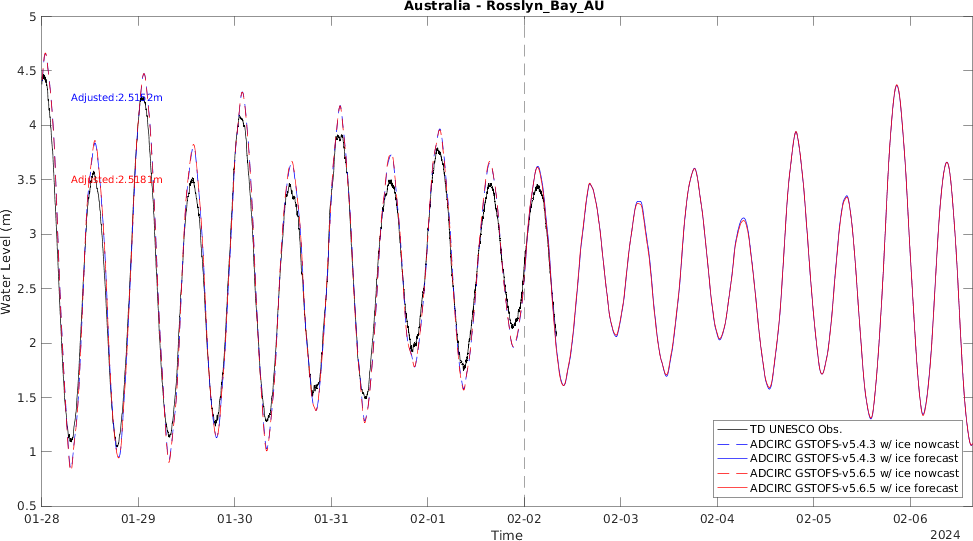 Australia - Rosslyn_Bay_AU
5
4.5
4
3.5
3
2.5
2
1.5
1
0.5
Water Level (m)
Adjusted:2.5152m
Adjusted:2.5181m
TD UNESCO Obs.
ADCIRC GSTOFS-v5.4.3 w/ ice nowcast
ADCIRC GSTOFS-v5.4.3 w/ ice forecast
ADCIRC GSTOFS-v5.6.5 w/ ice nowcast
ADCIRC GSTOFS-v5.6.5 w/ ice forecast
01-28 01-29 01-30 01-31 02-01 02-02 02-03 02-04 02-05 02-06
Time
2024